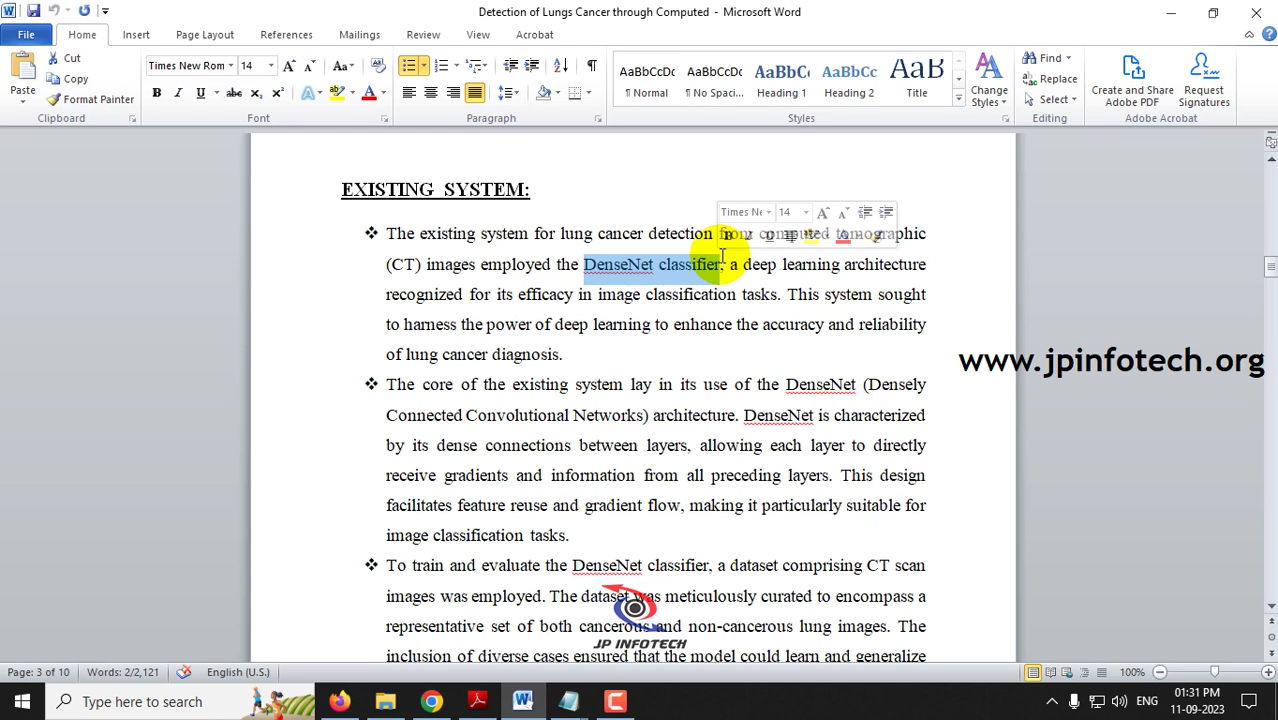 Detection of Lungs Cancer through Computed - Microsoft Word
File Home Insert Page Layout References Mailings Review View Acrobat
Paste
Cut
Copy
Format Painter
Clipboard
Times New Rom 14
Font
Paragraph
AaBbCcDc AaBbCcDc AaBbC AaBbCc AaB
¶ Normal ¶ No Spaci... Heading 1 Heading 2 Title
Change Styles
Styles
Find
Replace
Select
Editing
Create and Share Adobe PDF
Request Signatures
Adobe Acrobat
EXISTING SYSTEM:
Times Ne 14
The existing system for lung cancer detection from computed tomographic
(CT) images employed the DenseNet classifier, a deep learning architecture
recognized for its efficacy in image classification tasks. This system sought
to harness the power of deep learning to enhance the accuracy and reliability
of lung cancer diagnosis.
www.jpinfotech.org
The core of the existing system lay in its use of the DenseNet (Densely
Connected Convolutional Networks) architecture. DenseNet is characterized
by its dense connections between layers, allowing each layer to directly
receive gradients and information from all preceding layers. This design
facilitates feature reuse and gradient flow, making it particularly suitable for
image classification tasks.
To train and evaluate the DenseNet classifier, a dataset comprising CT scan
images was employed. The dataset was meticulously curated to encompass a
representative set of both cancerous and non-cancerous lung images. The
JP INFOTECH
inclusion of diverse cases ensured that the model could learn and generalize
Page: 3 of 10 Words: 2/2,121 English (U.S.) 100%
Type here to search
ENG
01:31 PM
11-09-2023